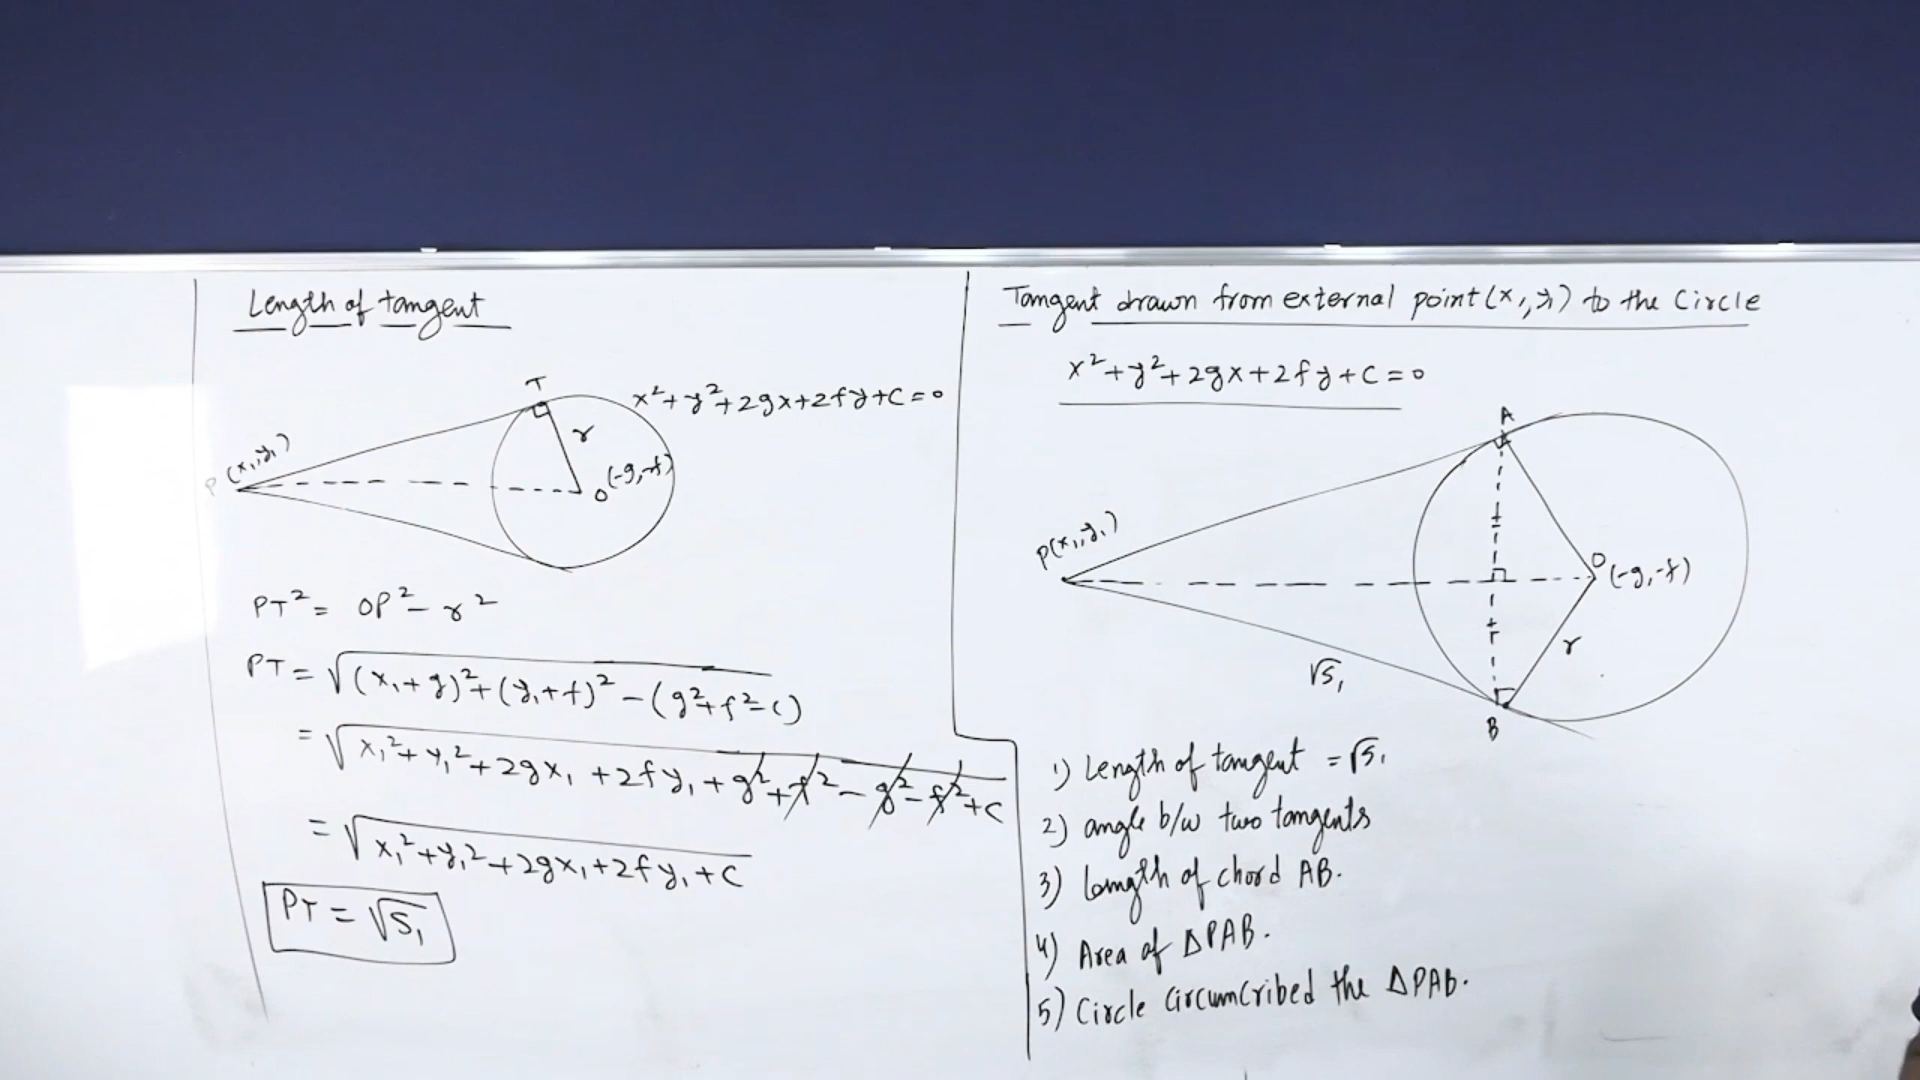 Length of tangent
T
x²+y²+2gx+2fy+c=0
r
P (x₁,y₁)
O (-g,-f)
PT² = OP² - r²
PT = √(x₁+g)²+(y₁+f)²-(g²+f²-c)
= √x₁²+y₁²+2gx₁+2fy₁+g²+f²-g²-f²+c
= √x₁²+y₁²+2gx₁+2fy₁+c
PT = √S₁
Tangent drawn from external point (x₁,y₁) to the Circle
x²+y²+2gx+2fy+c=0
A
P(x₁,y₁)
O (-g,-f)
r
√S₁
B
1) Length of tangent = √S₁
2) angle b/w two tangents
3) Length of chord AB.
4) Area of ΔPAB.
5) Circle Circumcribed the ΔPAB.